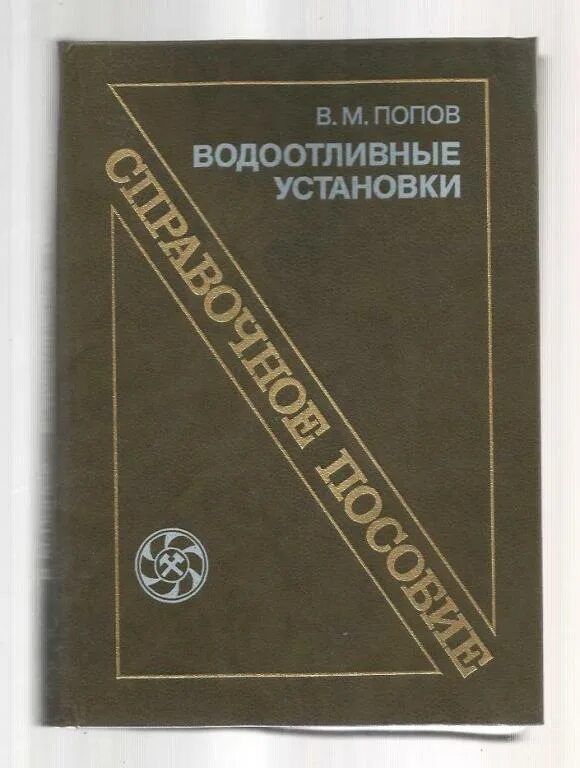 В. М. ПОПОВ
ВОДООТЛИВНЫЕ
УСТАНОВКИ
СПРАВОЧНОЕ ПОСОБИЕ